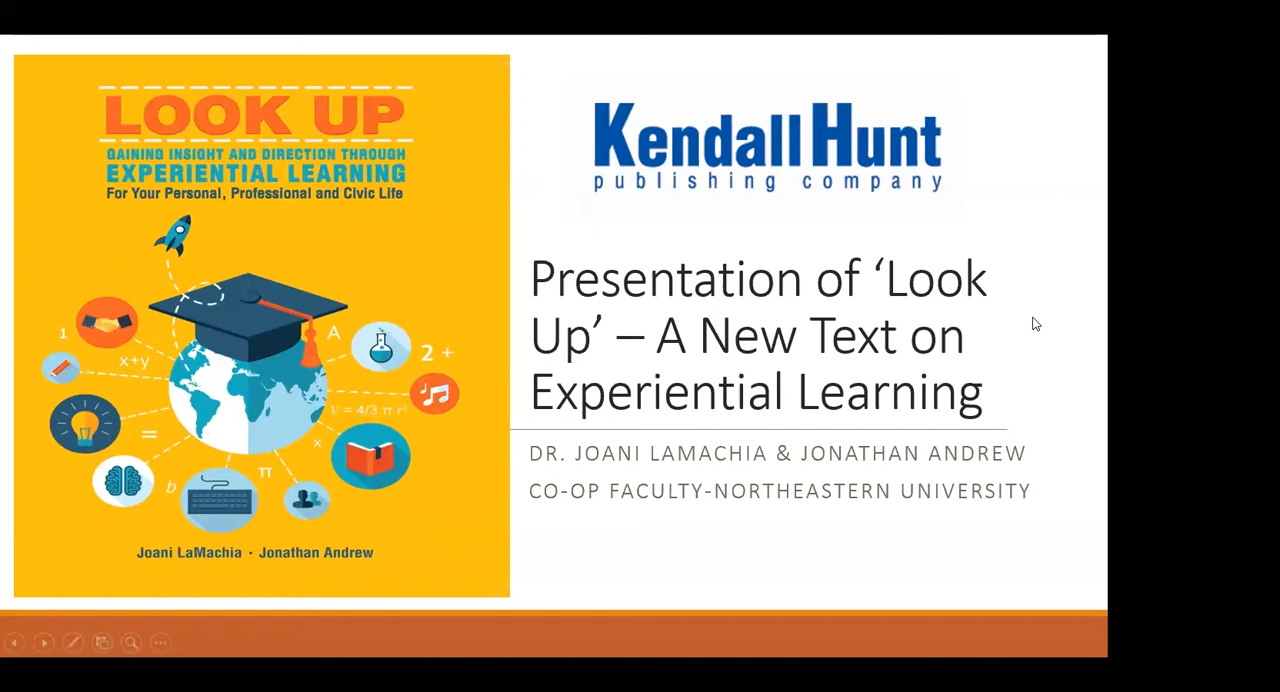 LOOK UP
GAINING INSIGHT AND DIRECTION THROUGH
EXPERIENTIAL LEARNING
For Your Personal, Professional and Civic Life
1
x+y
A
2 +
V = 4/3 π r³
=
x
π
b
Joani LaMachia · Jonathan Andrew
Kendall Hunt
publishing company
Presentation of ‘Look
Up’ – A New Text on
Experiential Learning
DR. JOANI LAMACHIA & JONATHAN ANDREW
CO-OP FACULTY-NORTHEASTERN UNIVERSITY